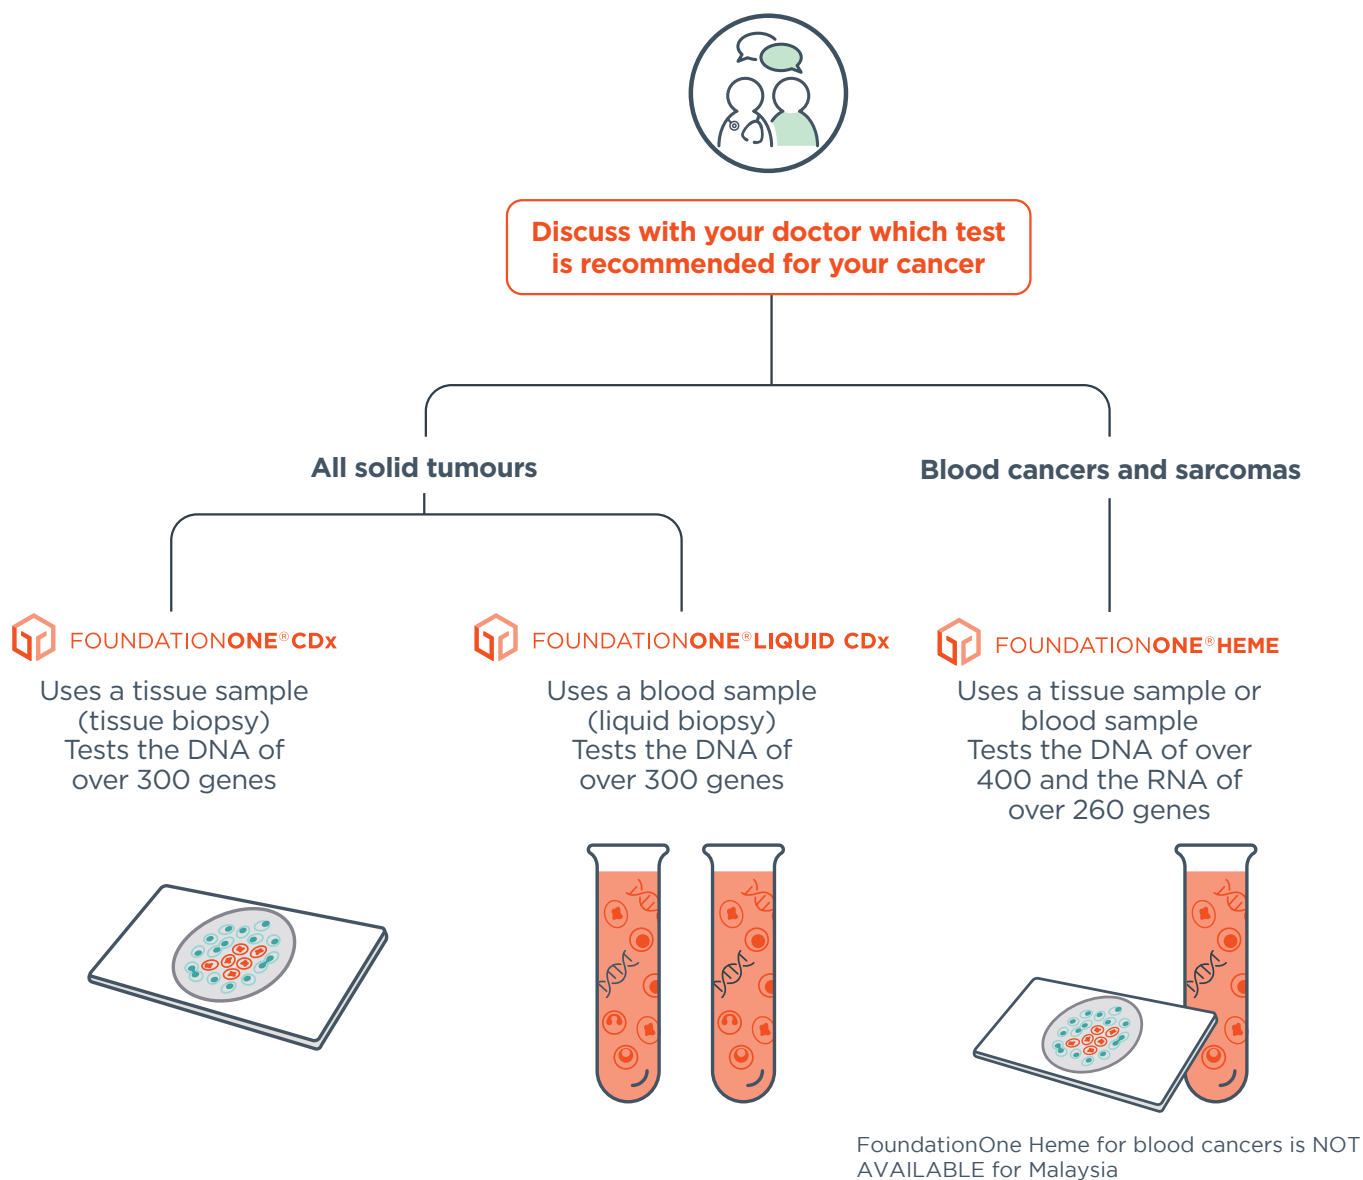 Discuss with your doctor which test
is recommended for your cancer
All solid tumours
Blood cancers and sarcomas
FOUNDATIONONE®CDx
Uses a tissue sample
(tissue biopsy)
Tests the DNA of
over 300 genes
FOUNDATIONONE®LIQUID CDx
Uses a blood sample
(liquid biopsy)
Tests the DNA of
over 300 genes
FOUNDATIONONE®HEME
Uses a tissue sample or
blood sample
Tests the DNA of over
400 and the RNA of
over 260 genes
FoundationOne Heme for blood cancers is NOT
AVAILABLE for Malaysia